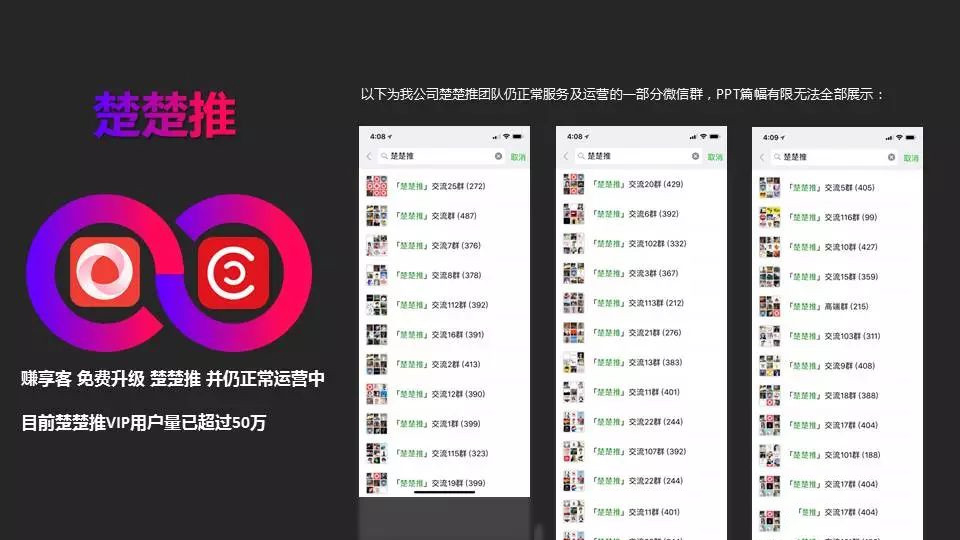 楚楚推
赚享客 免费升级 楚楚推 并仍正常运营中
目前楚楚推VIP用户量已超过50万
以下为我公司楚楚推团队仍正常服务及运营的一部分微信群，PPT篇幅有限无法全部展示：
4:08
楚楚推
取消
「楚楚推」交流25群 (272)
「楚楚推」交流群 (487)
「楚楚推」交流7群 (376)
「楚楚推」交流8群 (378)
「楚楚推」交流112群 (392)
「楚楚推」交流16群 (391)
「楚楚推」交流2群 (413)
「楚楚推」交流12群 (390)
「楚楚推」交流1群 (399)
「楚楚推」交流115群 (323)
「楚楚推」交流19群 (399)
4:08
楚楚推
取消
「楚楚推」交流20群 (429)
「楚楚推」交流6群 (392)
「楚楚推」交流102群 (332)
「楚楚推」交流3群 (367)
「楚楚推」交流113群 (212)
「楚楚推」交流21群 (276)
「楚楚推」交流13群 (383)
「楚楚推」交流11群 (401)
「楚楚推」交流22群 (244)
「楚楚推」交流107群 (392)
「楚楚推」交流22群 (244)
「楚楚推」交流11群 (401)
4:09
楚楚推
取消
「楚楚推」交流5群 (405)
「楚楚推」交流116群 (99)
「楚楚推」交流10群 (427)
「楚楚推」交流15群 (359)
「楚楚推」高端群 (215)
「楚楚推」交流103群 (311)
「楚楚推」交流9群 (408)
「楚楚推」交流18群 (388)
「楚楚推」交流17群 (404)
「楚楚推」交流101群 (188)
「楚楚推」交流17群 (404)
「楚推」交流17群 (404)